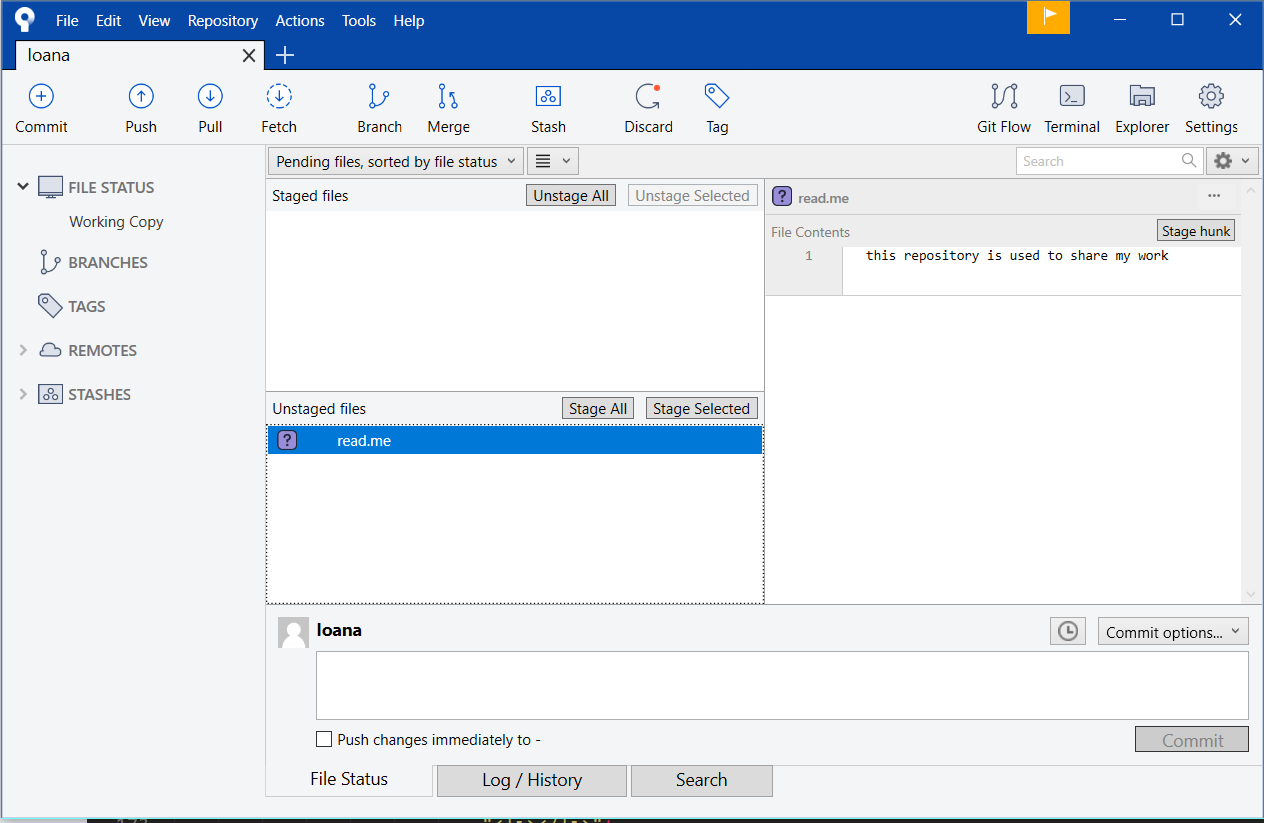 File Edit View Repository Actions Tools Help
Ioana
Commit Push Pull Fetch Branch Merge Stash Discard Tag Git Flow Terminal Explorer Settings
Pending files, sorted by file status
Search
FILE STATUS
Working Copy
BRANCHES
TAGS
REMOTES
STASHES
Staged files Unstage All Unstage Selected
? read.me
File Contents Stage hunk
1 this repository is used to share my work
Unstaged files Stage All Stage Selected
? read.me
Ioana
Commit options...
Push changes immediately to -
Commit
File Status Log / History Search